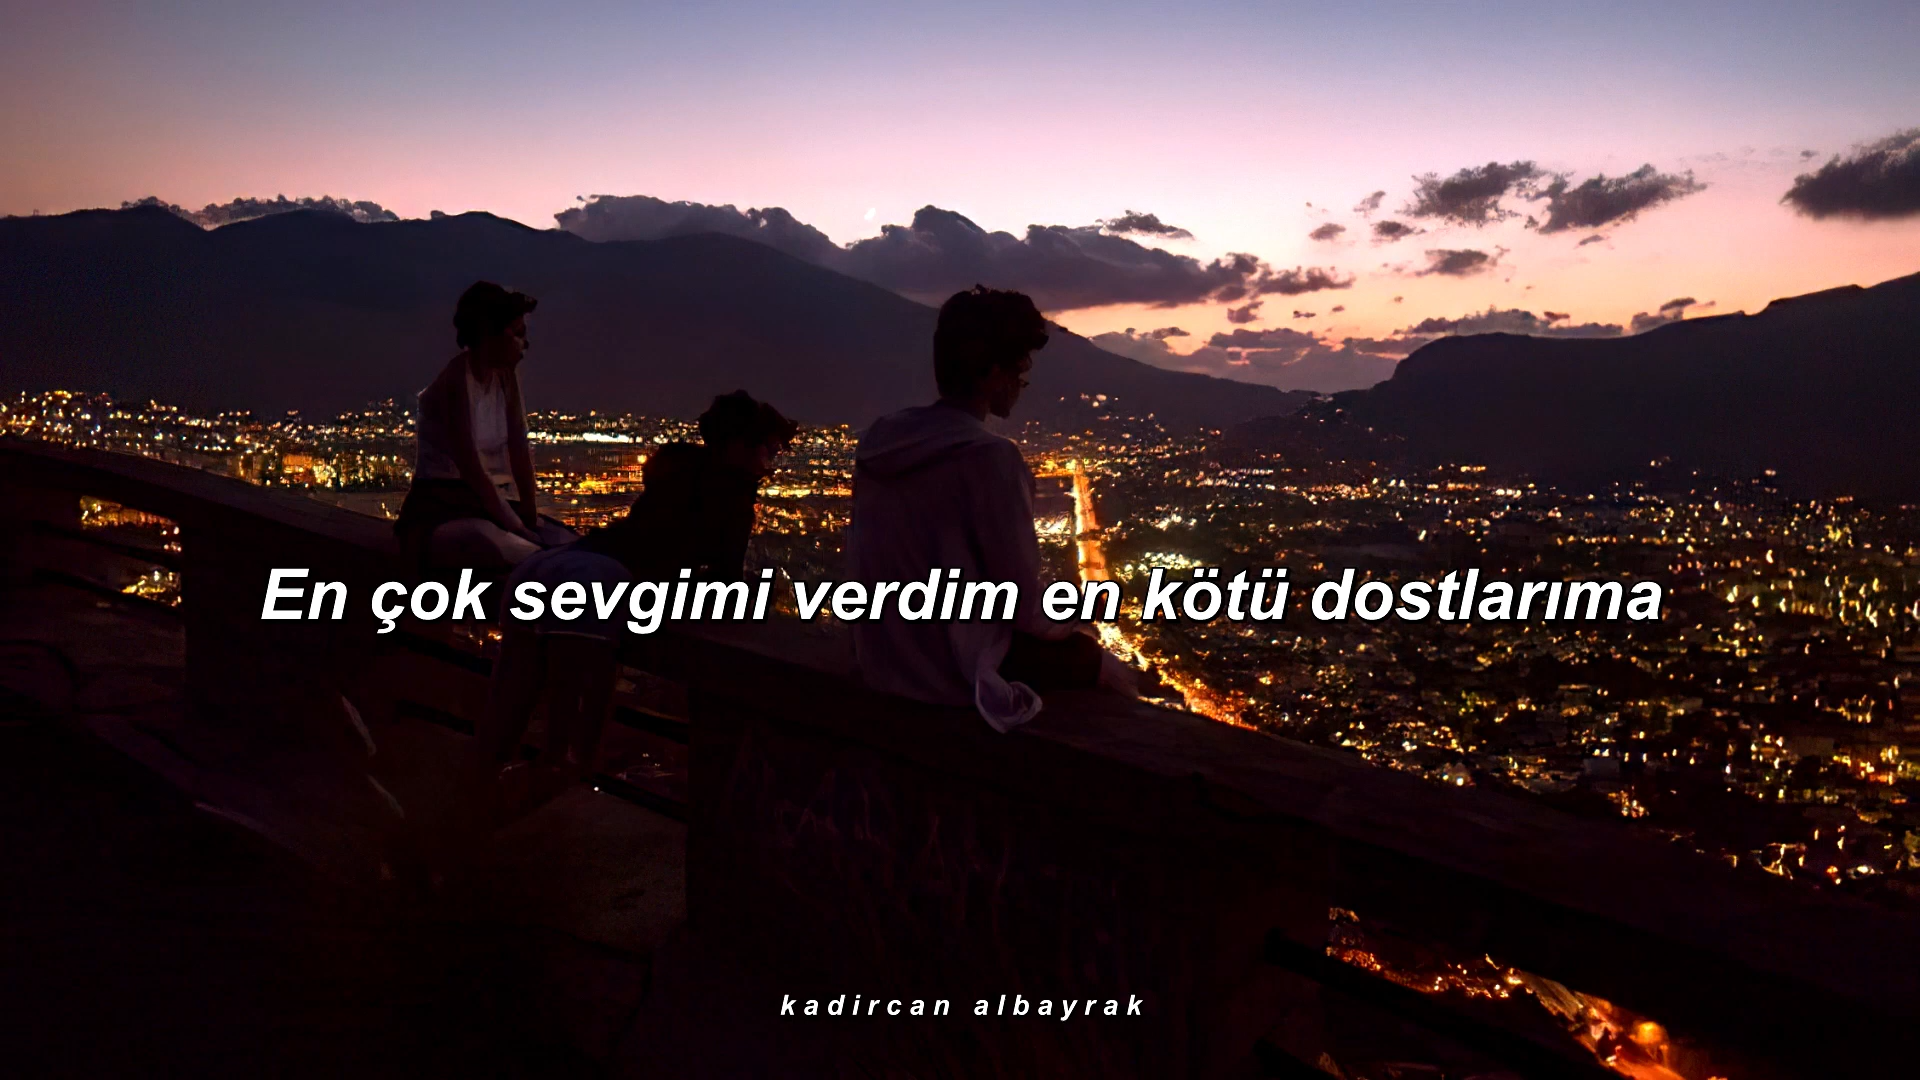 En çok sevgimi verdim en kötü dostlarıma
kadircan albayrak